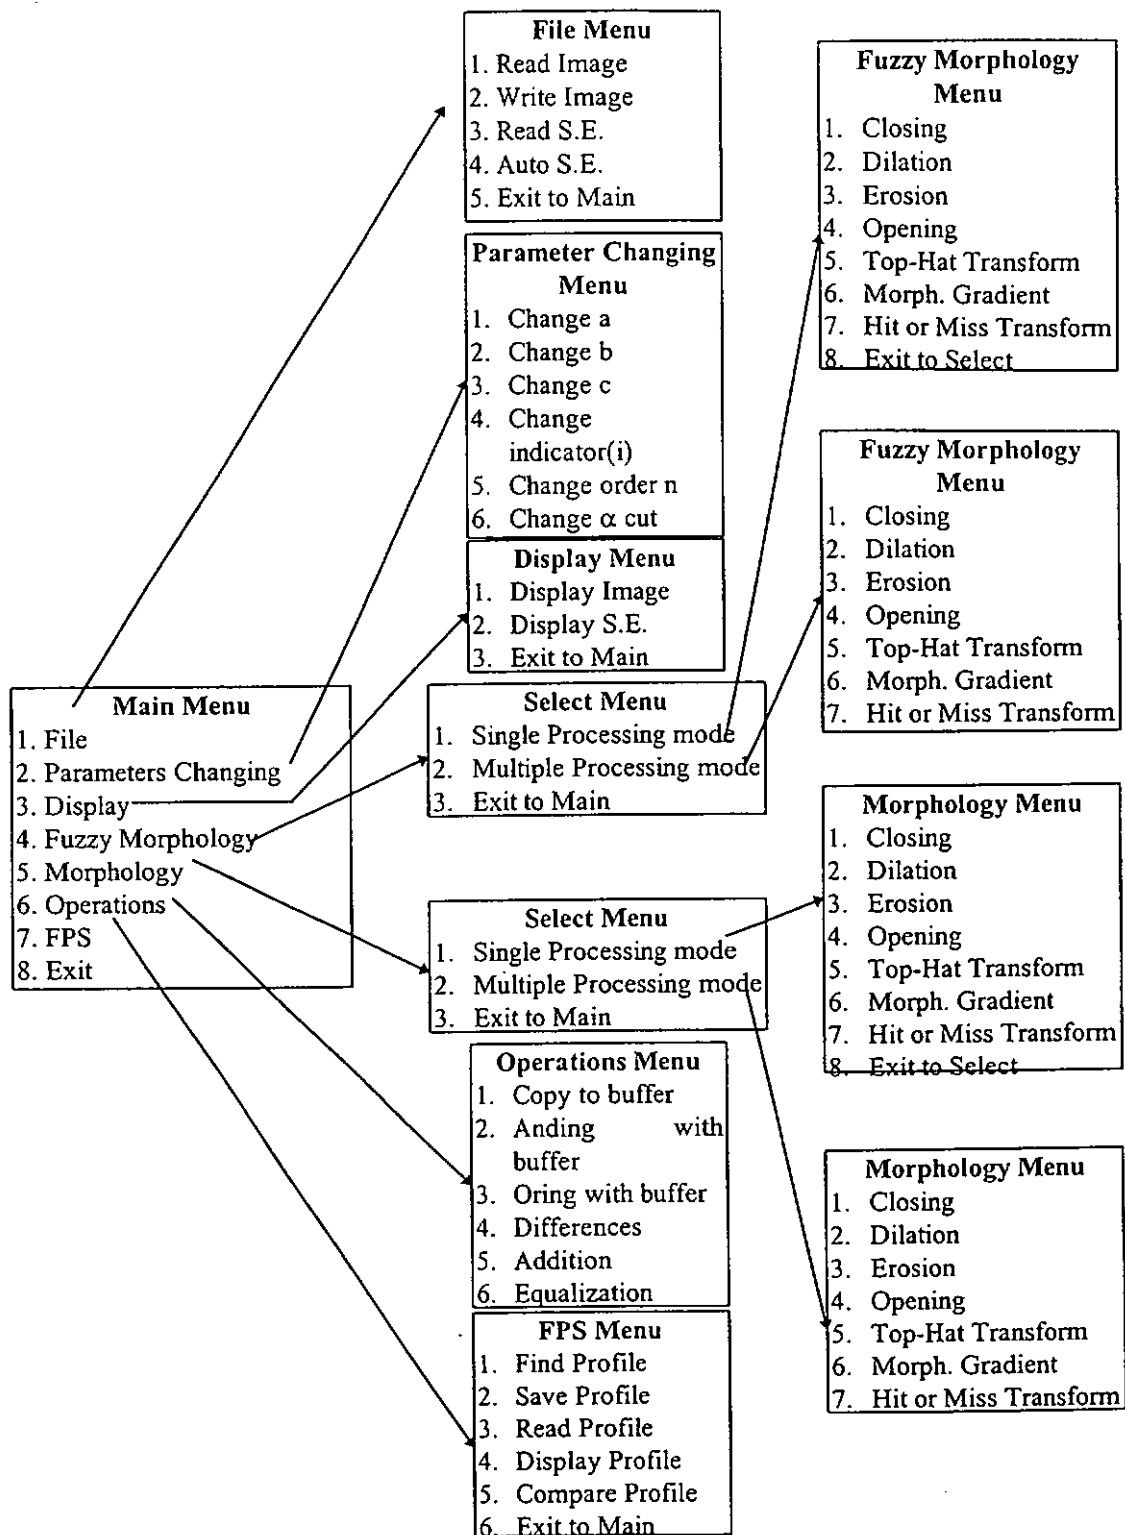 File Menu
1. Read Image
2. Write Image
3. Read S.E.
4. Auto S.E.
5. Exit to Main
Parameter Changing
Menu
1. Change a
2. Change b
3. Change c
4. Change
indicator(i)
5. Change order n
6. Change α cut
Display Menu
1. Display Image
2. Display S.E.
3. Exit to Main
Main Menu
1. File
2. Parameters Changing
3. Display
4. Fuzzy Morphology
5. Morphology
6. Operations
7. FPS
8. Exit
Select Menu
1. Single Processing mode
2. Multiple Processing mode
3. Exit to Main
Select Menu
1. Single Processing mode
2. Multiple Processing mode
3. Exit to Main
Operations Menu
1. Copy to buffer
2. Anding with
buffer
3. Oring with buffer
4. Differences
5. Addition
6. Equalization
FPS Menu
1. Find Profile
2. Save Profile
3. Read Profile
4. Display Profile
5. Compare Profile
6. Exit to Main
Fuzzy Morphology
Menu
1. Closing
2. Dilation
3. Erosion
4. Opening
5. Top-Hat Transform
6. Morph. Gradient
7. Hit or Miss Transform
8. Exit to Select
Fuzzy Morphology
Menu
1. Closing
2. Dilation
3. Erosion
4. Opening
5. Top-Hat Transform
6. Morph. Gradient
7. Hit or Miss Transform
Morphology Menu
1. Closing
2. Dilation
3. Erosion
4. Opening
5. Top-Hat Transform
6. Morph. Gradient
7. Hit or Miss Transform
8. Exit to Select
Morphology Menu
1. Closing
2. Dilation
3. Erosion
4. Opening
5. Top-Hat Transform
6. Morph. Gradient
7. Hit or Miss Transform